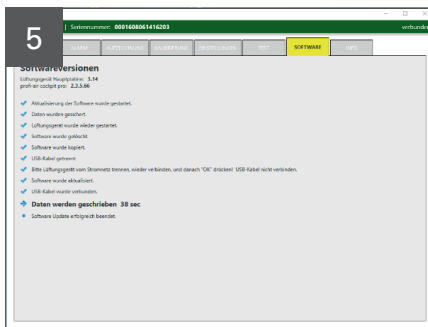 5
Seriennummer: 0001608061416203
verbunden
ALARM
AUFZEICHNUNG
KALIBRIERUNG
EINSTELLUNGEN
TEST
SOFTWARE
INFO
Softwareversionen
Lüftungsgerät Hauptplatine: 3.14
profi-air cockpit pro: 2.3.5.66
Aktualisierung der Software wurde gestartet.
Daten wurden gesichert.
Lüftungsgerät wurde wieder gestartet.
Software wurde gelöscht.
Software wurde kopiert.
USB-Kabel getrennt
Bitte Lüftungsgerät vom Stromnetz trennen, wieder verbinden, und danach "OK" drücken! USB-Kabel nicht verbinden.
Software wurde aktualisiert.
USB-Kabel wurde verbunden.
Daten werden geschrieben 38 sec
Software Update erfolgreich beendet.